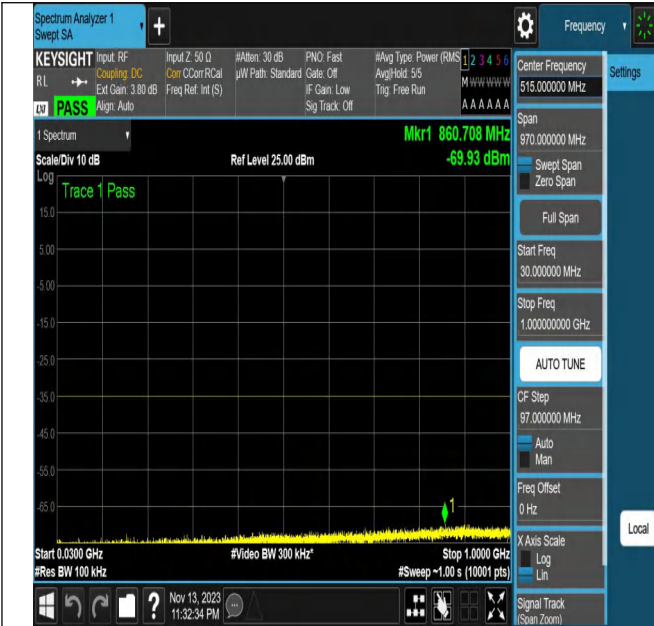 Spectrum Analyzer 1
Swept SA
+
Frequency
KEYSIGHT
RL
LXI
PASS
Input: RF
Coupling: DC
Ext Gain: 3.80 dB
Align: Auto
Input Z: 50 Ω
Corr CCorr RCal
Freq Ref: Int (S)
#Atten: 30 dB
µW Path: Standard
PNO: Fast
Gate: Off
IF Gain: Low
Sig Track: Off
#Avg Type: Power (RMS
Avg|Hold: 5/5
Trig: Free Run
1 2 3 4 5 6
M W W W W W
A A A A A A
1 Spectrum
Scale/Div 10 dB
Log
Ref Level 25.00 dBm
Mkr1 860.708 MHz
-69.93 dBm
Trace 1 Pass
15.0
5.00
-5.00
-15.0
-25.0
-35.0
-45.0
-55.0
-65.0
1
Start 0.0300 GHz
#Res BW 100 kHz
#Video BW 300 kHz*
Stop 1.0000 GHz
#Sweep ~1.00 s (10001 pts)
Center Frequency
515.000000 MHz
Span
970.000000 MHz
Swept Span
Zero Span
Full Span
Start Freq
30.000000 MHz
Stop Freq
1.000000000 GHz
AUTO TUNE
CF Step
97.000000 MHz
Auto
Man
Freq Offset
0 Hz
X Axis Scale
Log
Lin
Signal Track
(Span Zoom)
Settings
Local
?
Nov 13, 2023
11:32:34 PM